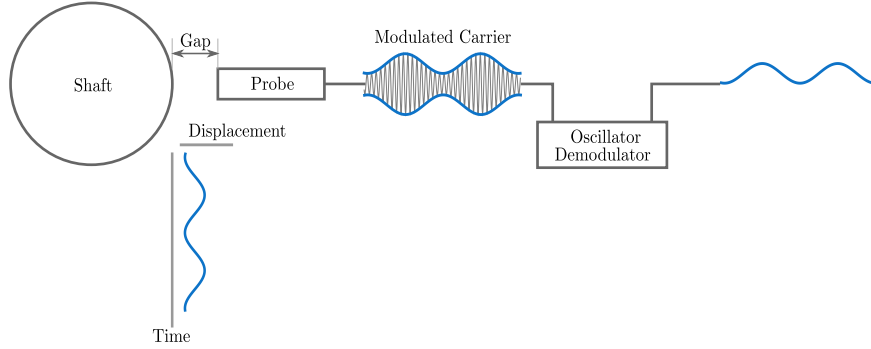 Gap
Modulated Carrier
Shaft
Probe
Displacement
Oscillator
Demodulator
Time